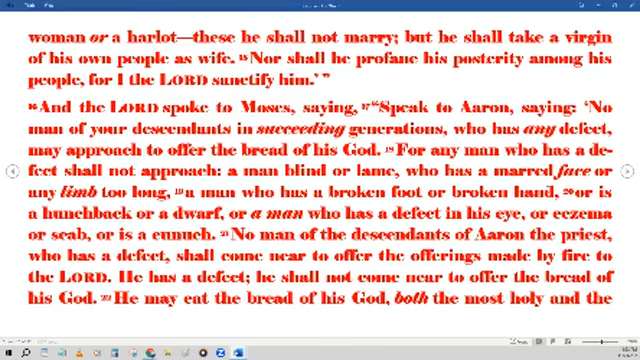 woman or a harlot—these he shall not marry; but he shall take a virgin
of his own people as wife. 15Nor shall he profane his posterity among his
people, for I the LORD sanctify him.’ ”
16And the LORD spoke to Moses, saying, 17“Speak to Aaron, saying: ‘No
man of your descendants in succeeding generations, who has any defect,
may approach to offer the bread of his God. 18For any man who has a de-
fect shall not approach: a man blind or lame, who has a marred face or
any limb too long, 19a man who has a broken foot or broken hand, 20or is
a hunchback or a dwarf, or a man who has a defect in his eye, or eczema
or scab, or is a eunuch. 21No man of the descendants of Aaron the priest,
who has a defect, shall come near to offer the offerings made by fire to
the LORD. He has a defect; he shall not come near to offer the bread of
his God. 22He may eat the bread of his God, both the most holy and the